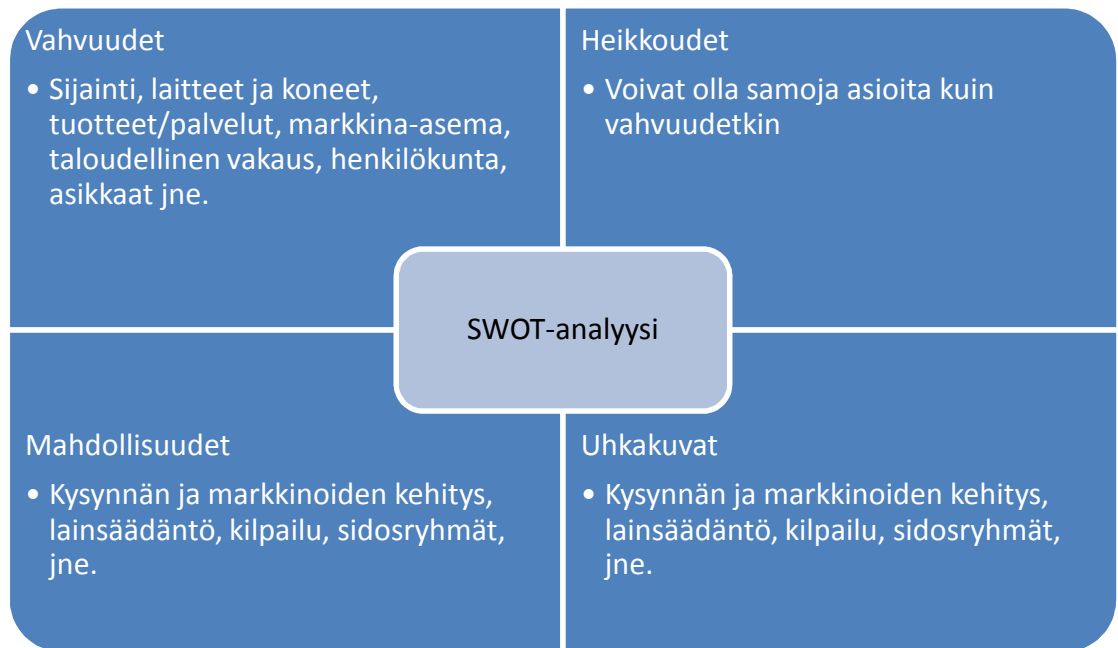 Vahvuudet
• Sijainti, laitteet ja koneet,
tuotteet/palvelut, markkina-asema,
taloudellinen vakaus, henkilökunta,
asikkaat jne.
Heikkoudet
• Voivat olla samoja asioita kuin
vahvuudetkin
SWOT-analyysi
Mahdollisuudet
• Kysynnän ja markkinoiden kehitys,
lainsäädäntö, kilpailu, sidosryhmät,
jne.
Uhkakuvat
• Kysynnän ja markkinoiden kehitys,
lainsäädäntö, kilpailu, sidosryhmät,
jne.